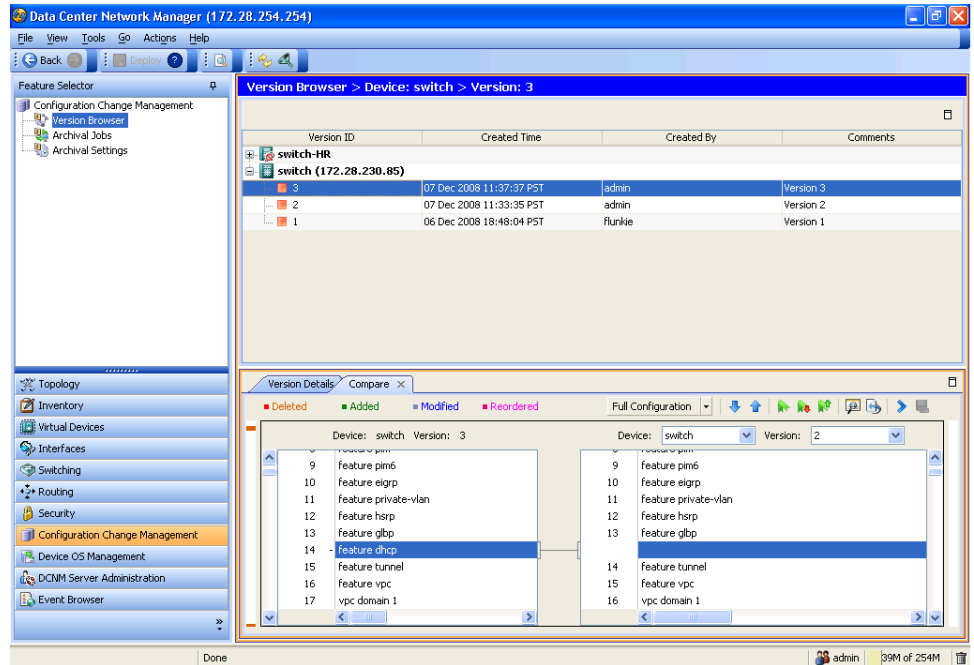 Data Center Network Manager (172.28.254.254)
File View Tools Go Actions Help
Back Deploy ?
Feature Selector
Configuration Change Management
Version Browser
Archival Jobs
Archival Settings
Topology
Inventory
Virtual Devices
Interfaces
Switching
Routing
Security
Configuration Change Management
Device OS Management
DCNM Server Administration
Event Browser
»
Version Browser > Device: switch > Version: 3
Version ID Created Time Created By Comments
switch-HR
switch (172.28.230.85)
3 07 Dec 2008 11:37:37 PST admin Version 3
2 07 Dec 2008 11:33:35 PST admin Version 2
1 06 Dec 2008 18:48:04 PST flunkie Version 1
Version Details Compare
Deleted Added Modified Reordered Full Configuration
Device: switch Version: 3 Device: switch Version: 2
9 feature pim6 9 feature pim6
10 feature eigrp 10 feature eigrp
11 feature private-vlan 11 feature private-vlan
12 feature hsrp 12 feature hsrp
13 feature glbp 13 feature glbp
14 - feature dhcp
15 feature tunnel 14 feature tunnel
16 feature vpc 15 feature vpc
17 vpc domain 1 16 vpc domain 1
Done admin 39M of 254M